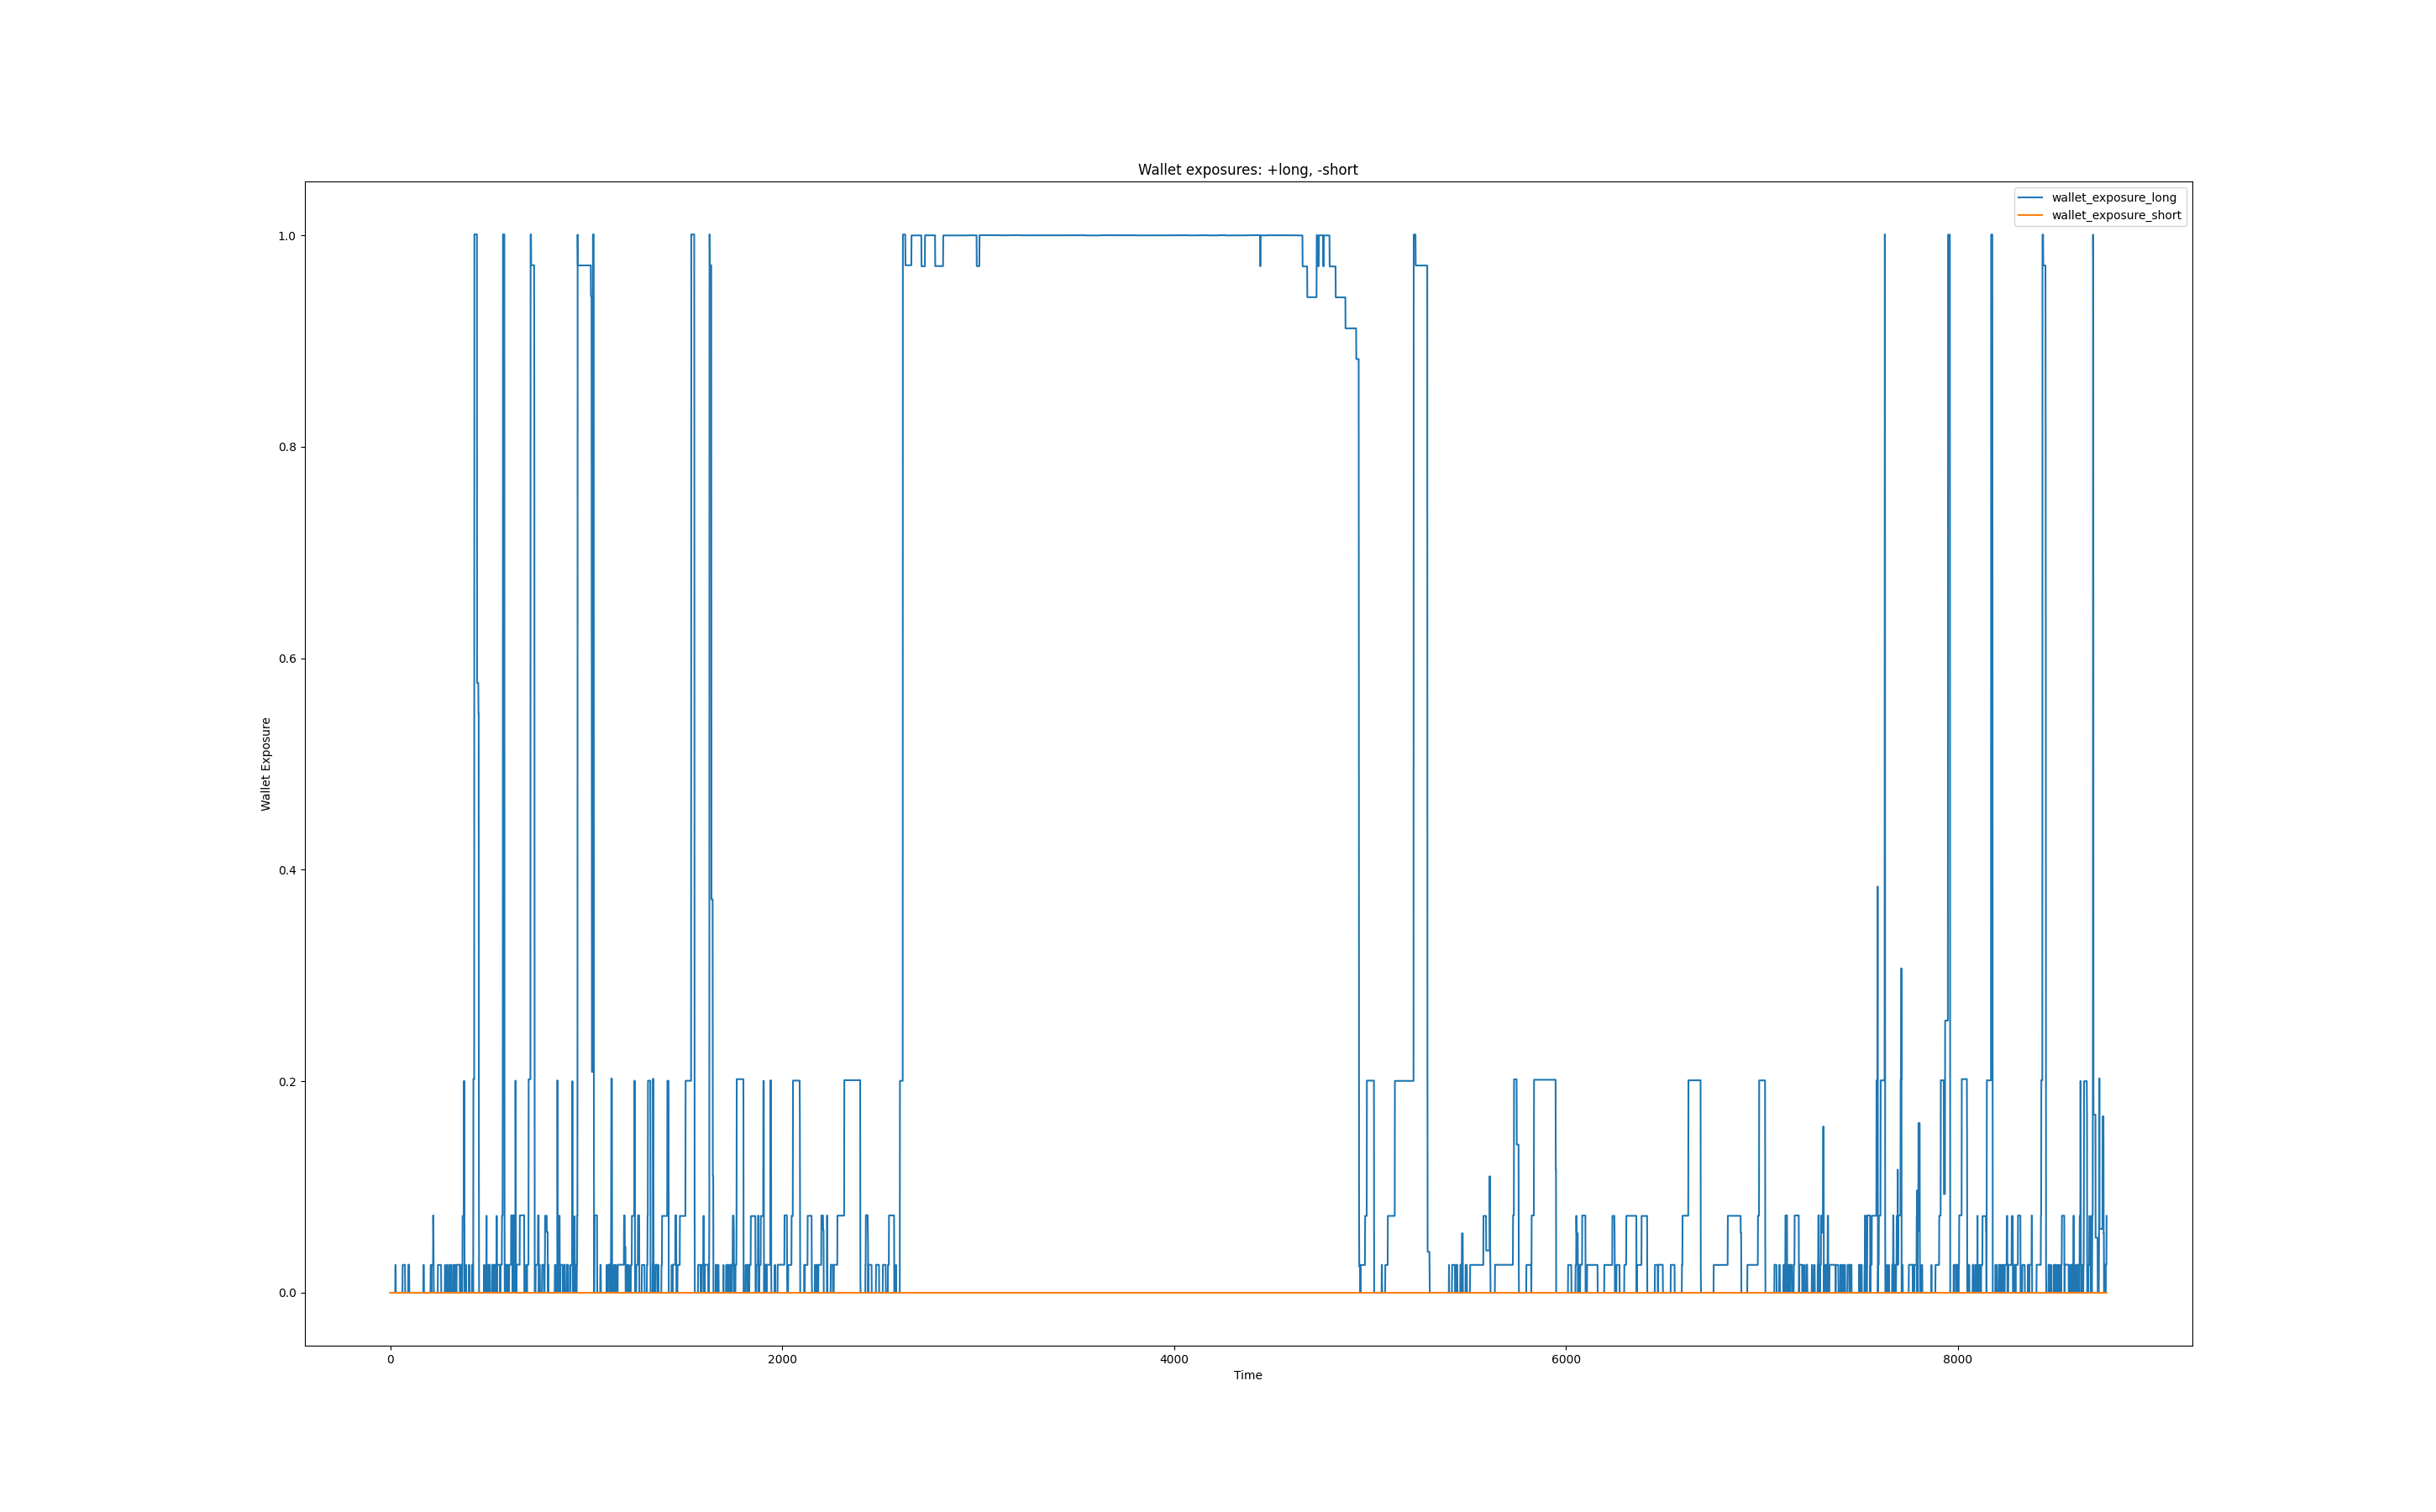 Wallet exposures: +long, -short
wallet_exposure_long
wallet_exposure_short
1.0
0.8
0.6
0.4
0.2
0.0
Wallet Exposure
0 2000 4000 6000 8000
Time